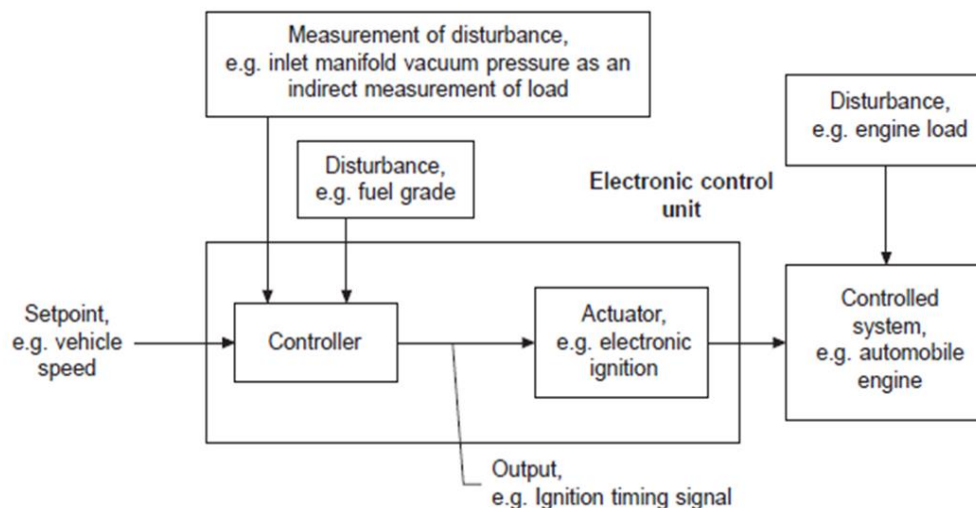 Measurement of disturbance,
e.g. inlet manifold vacuum pressure as an
indirect measurement of load
Disturbance,
e.g. engine load
Disturbance,
e.g. fuel grade
Electronic control
unit
Setpoint,
e.g. vehicle
speed
Controller
Actuator,
e.g. electronic
ignition
Controlled
system,
e.g. automobile
engine
Output,
e.g. Ignition timing signal